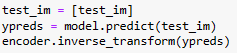 test_im = [test_im]
ypreds = model.predict(test_im)
encoder.inverse_transform(ypreds)